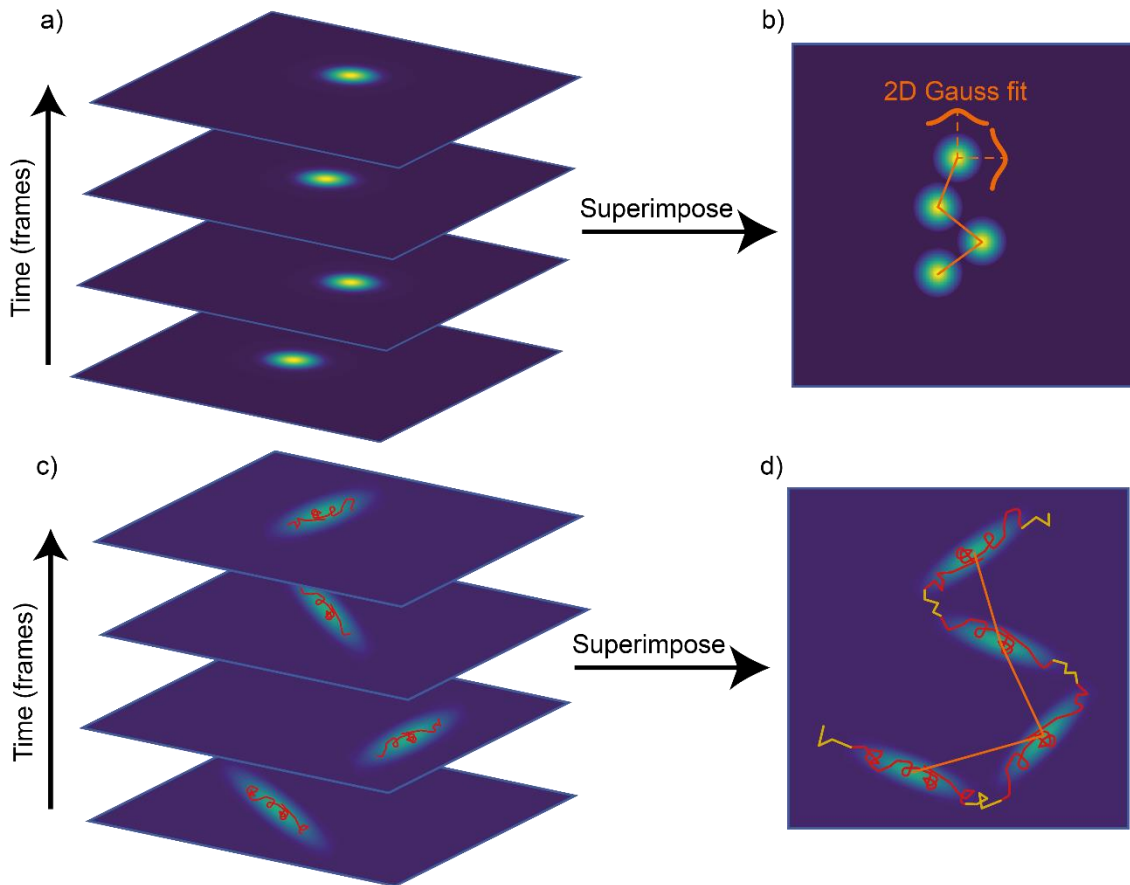 a)
Time (frames)
Superimpose
b)
2D Gauss fit
c)
Time (frames)
Superimpose
d)